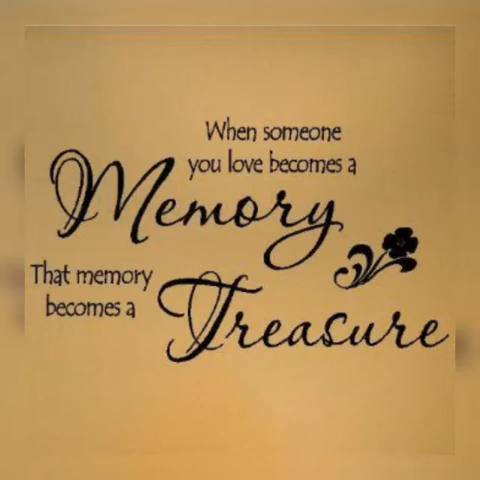 When someone
you love becomes a
Memory
That memory
becomes a
Treasure